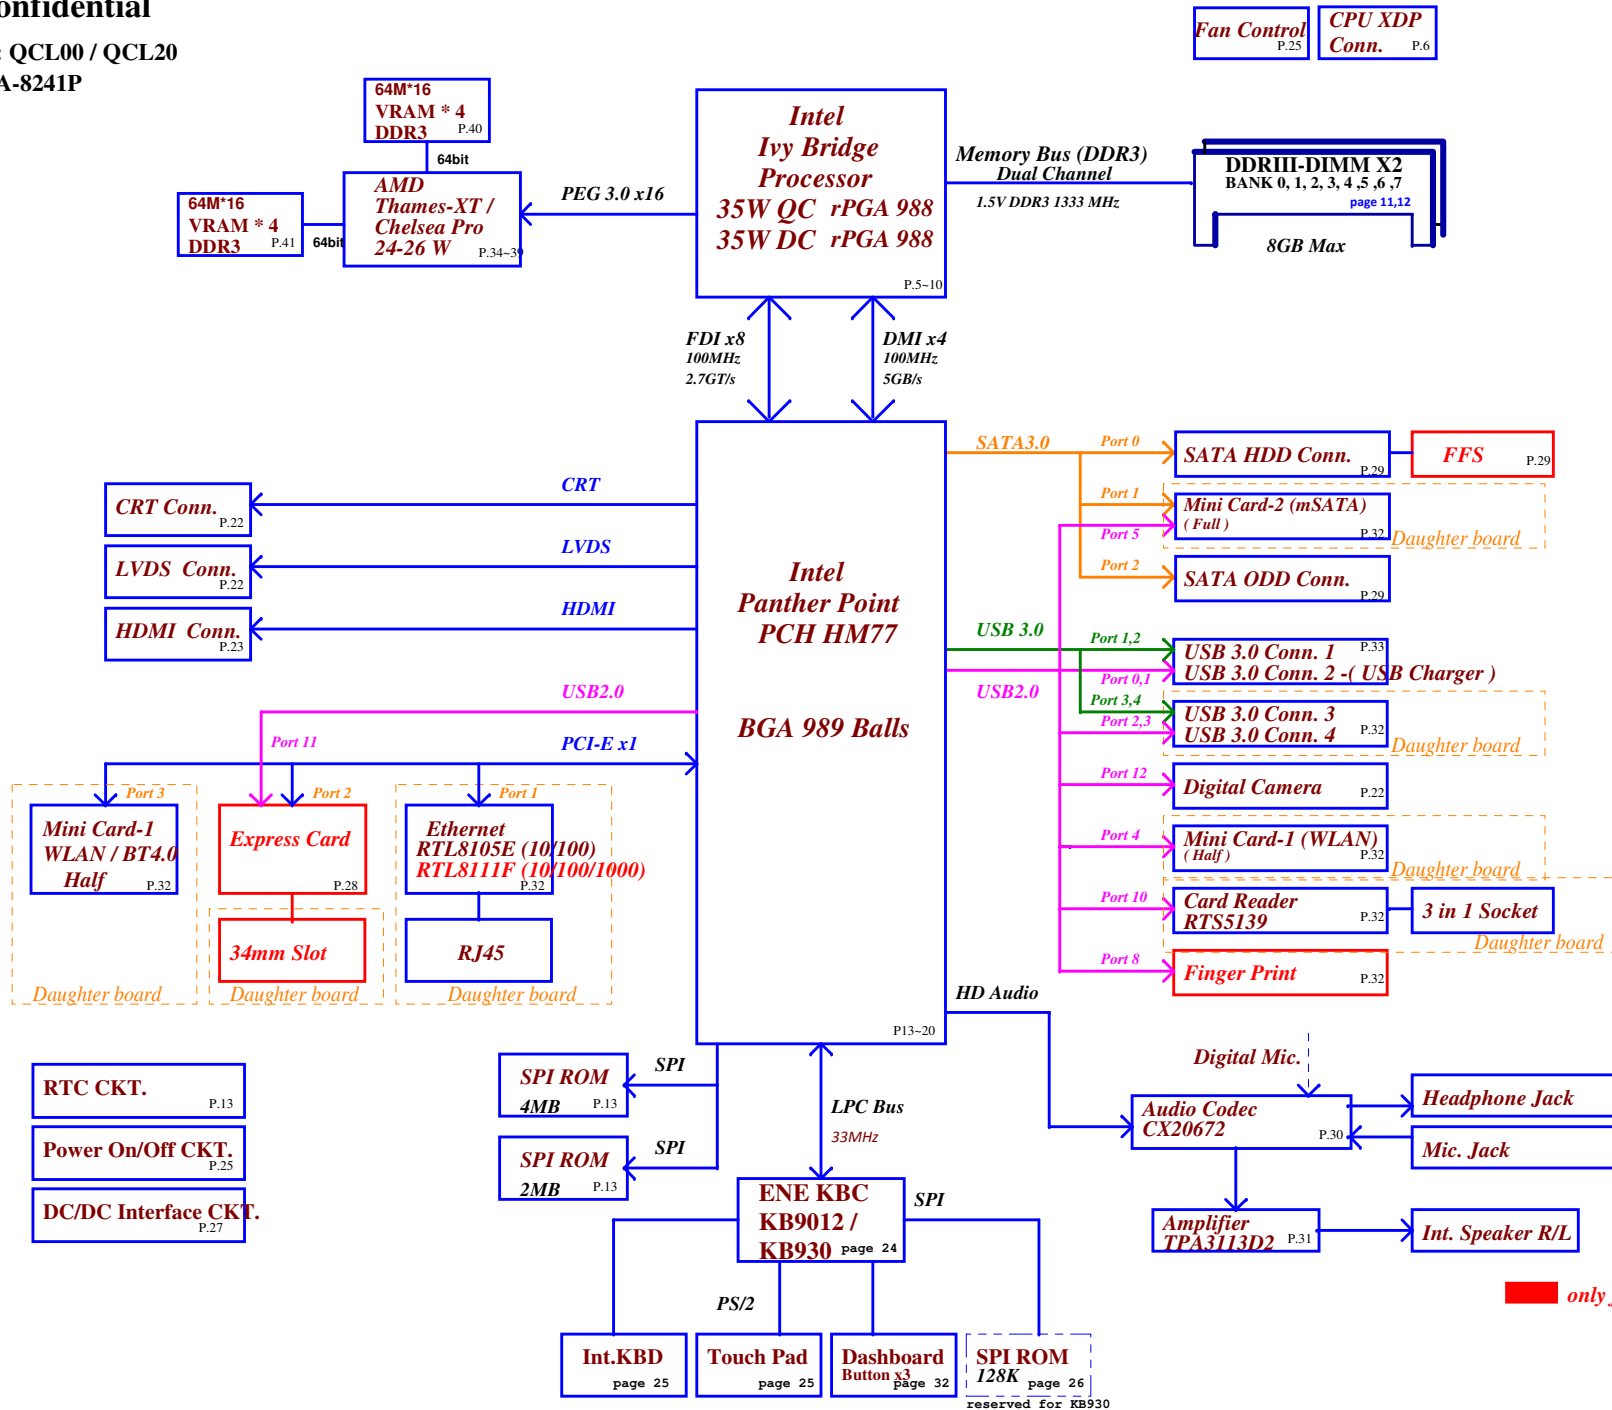 onfidential
: QCL00 / QCL20
A-8241P
Fan Control
P.25
CPU XDP
Conn.
P.6
64M*16
VRAM * 4
DDR3
P.40
64bit
64M*16
VRAM * 4
DDR3
P.41
64bit
AMD
Thames-XT /
Chelsea Pro
24-26 W
P.34~39
PEG 3.0 x16
Intel
Ivy Bridge
Processor
35W QC rPGA 988
35W DC rPGA 988
P.5~10
Memory Bus (DDR3)
Dual Channel
1.5V DDR3 1333 MHz
DDRIII-DIMM X2
BANK 0, 1, 2, 3, 4 ,5 ,6 ,7
page 11,12
8GB Max
FDI x8
100MHz
2.7GT/s
DMI x4
100MHz
5GB/s
CRT
CRT Conn.
P.22
LVDS
LVDS Conn.
P.22
HDMI
HDMI Conn.
P.23
USB2.0
Port 11
PCI-E x1
Intel
Panther Point
PCH HM77
BGA 989 Balls
P13~20
SATA3.0
Port 0
SATA HDD Conn.
P.29
FFS
P.29
Port 1
Mini Card-2 (mSATA)
( Full )
P.32
Port 5
Daughter board
Port 2
SATA ODD Conn.
P.29
USB 3.0
Port 1,2
USB 3.0 Conn. 1
P.33
USB 3.0 Conn. 2 -( USB Charger )
USB2.0
Port 0,1
Port 3,4
USB 3.0 Conn. 3
USB 3.0 Conn. 4
P.32
Port 2,3
Daughter board
Port 12
Digital Camera
P.22
Port 4
Mini Card-1 (WLAN)
( Half )
P.32
Daughter board
Port 10
Card Reader
RTS5139
P.32
3 in 1 Socket
Daughter board
Port 8
Finger Print
P.32
Port 3
Mini Card-1
WLAN / BT4.0
Half
P.32
Daughter board
Port 2
Express Card
P.28
34mm Slot
Daughter board
Port 1
Ethernet
RTL8105E (10/100)
RTL8111F (10/100/1000)
P.32
RJ45
Daughter board
HD Audio
Digital Mic.
Audio Codec
CX20672
P.30
Headphone Jack
Mic. Jack
Amplifier
TPA3113D2
P.31
Int. Speaker R/L
RTC CKT.
P.13
Power On/Off CKT.
P.25
DC/DC Interface CKT.
P.27
SPI
SPI ROM
4MB
P.13
SPI
SPI ROM
2MB
P.13
LPC Bus
33MHz
ENE KBC
KB9012 /
KB930
page 24
SPI
PS/2
Int.KBD
page 25
Touch Pad
page 25
Dashboard
Button x3
page 32
SPI ROM
128K
page 26
reserved for KB930
only